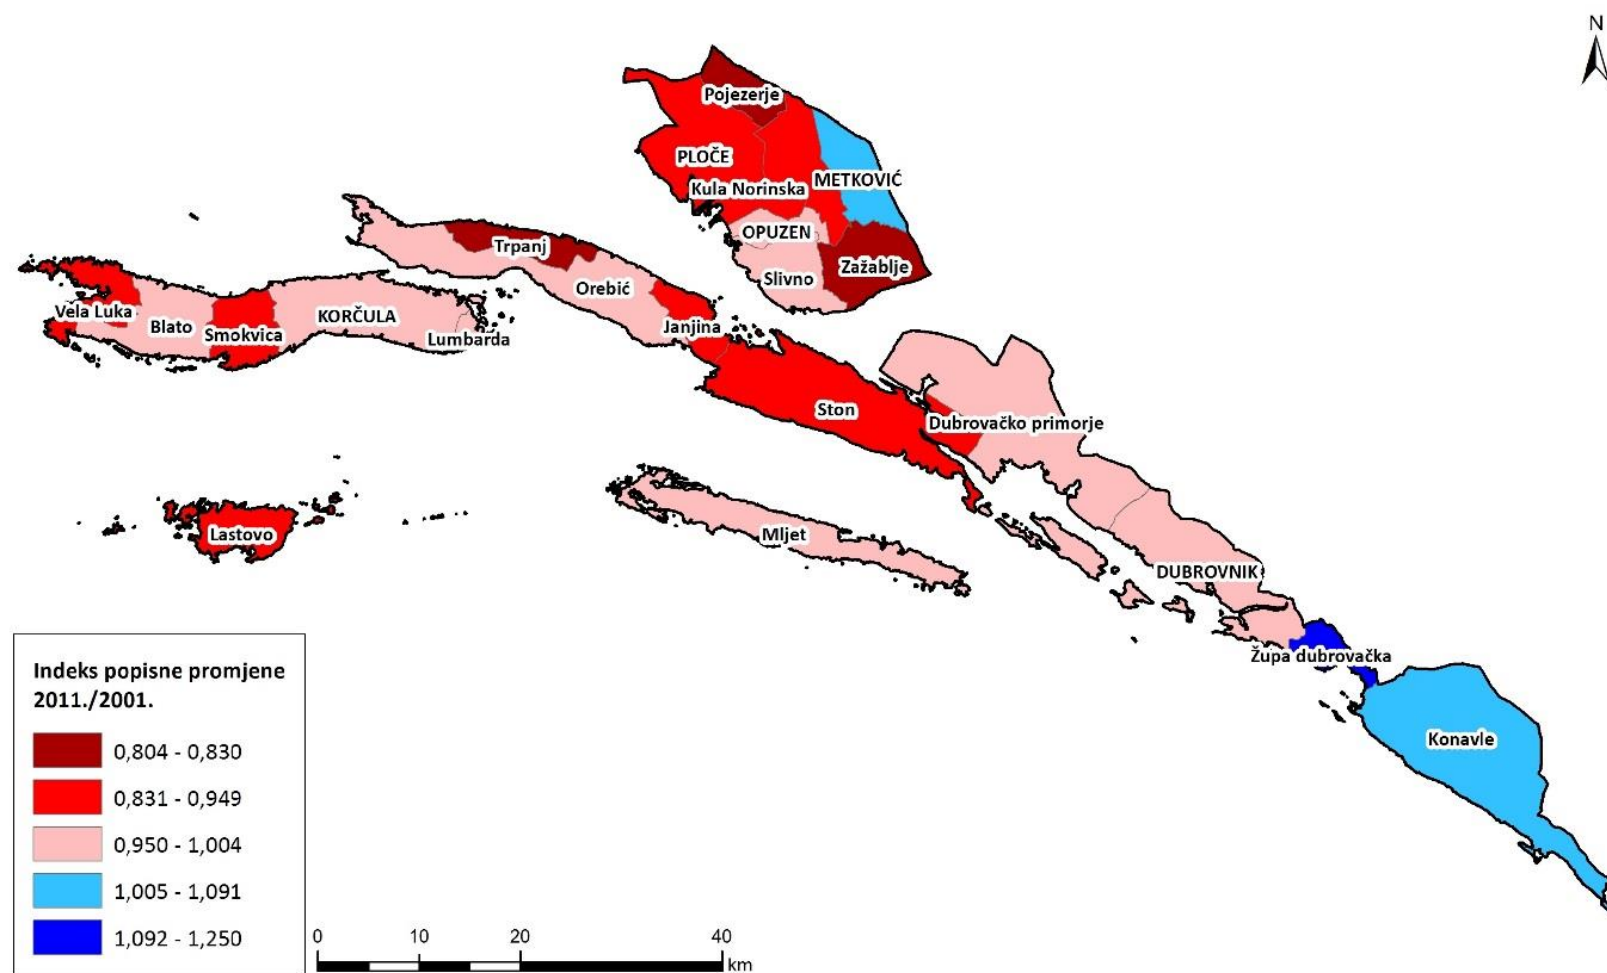 N
Pojezerje
PLOČE
Kula Norinska
METKOVIĆ
OPUZEN
Trpanj
Zažablje
Slivno
Orebić
Vela Luka
Blato
Smokvica
KORČULA
Lumbarda
Janjina
Ston
Dubrovačko primorje
Lastovo
Mljet
DUBROVNIK
Župa dubrovačka
Konavle
Indeks popisne promjene
2011./2001.
0,804 - 0,830
0,831 - 0,949
0,950 - 1,004
1,005 - 1,091
1,092 - 1,250
0 10 20 40
km